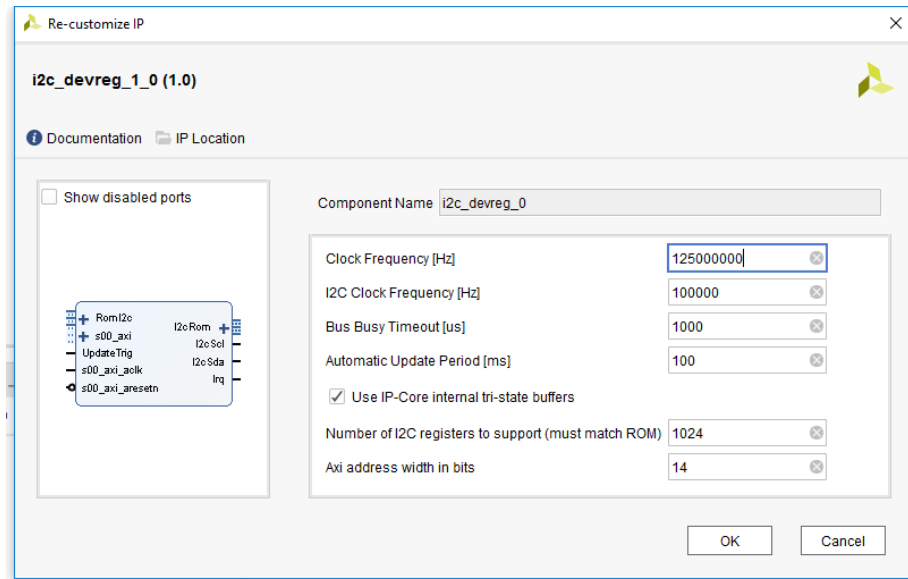 Re-customize IP
i2c_devreg_1_0 (1.0)
Documentation IP Location
Show disabled ports
RomI2c
s00_axi
UpdateTrig
s00_axi_aclk
s00_axi_aresetn
I2cRom
I2cScl
I2cSda
Irq
Component Name i2c_devreg_0
Clock Frequency [Hz] 125000000
I2C Clock Frequency [Hz] 100000
Bus Busy Timeout [us] 1000
Automatic Update Period [ms] 100
Use IP-Core internal tri-state buffers
Number of I2C registers to support (must match ROM) 1024
Axi address width in bits 14
OK Cancel